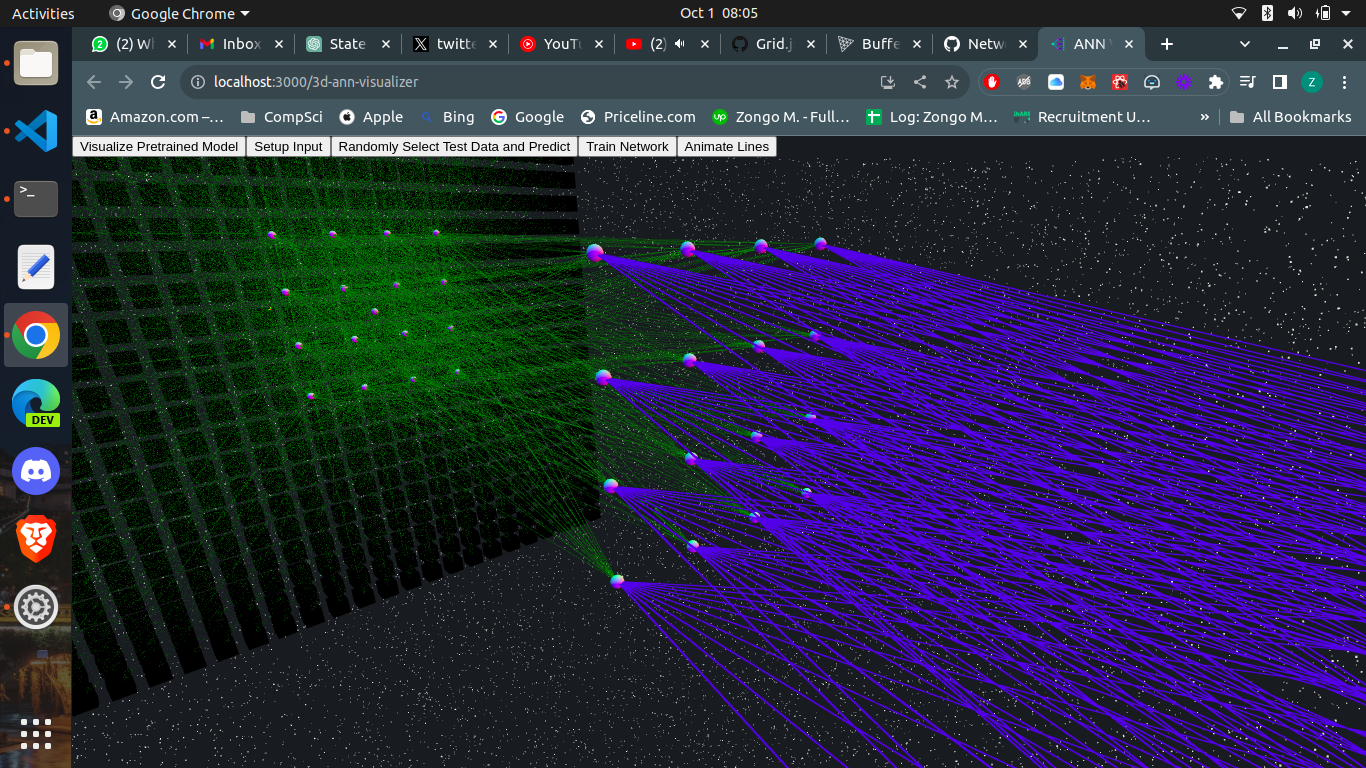 Activities Google Chrome Oct 1 08:05
(2) Wh Inbox State twitte YouTu (2) Grid.j Buffe Netw ANN V
localhost:3000/3d-ann-visualizer Z
Amazon.com –... CompSci Apple Bing Google Priceline.com Zongo M. - Full... Log: Zongo M... Recruitment U... » All Bookmarks
Visualize Pretrained Model Setup Input Randomly Select Test Data and Predict Train Network Animate Lines
DEV